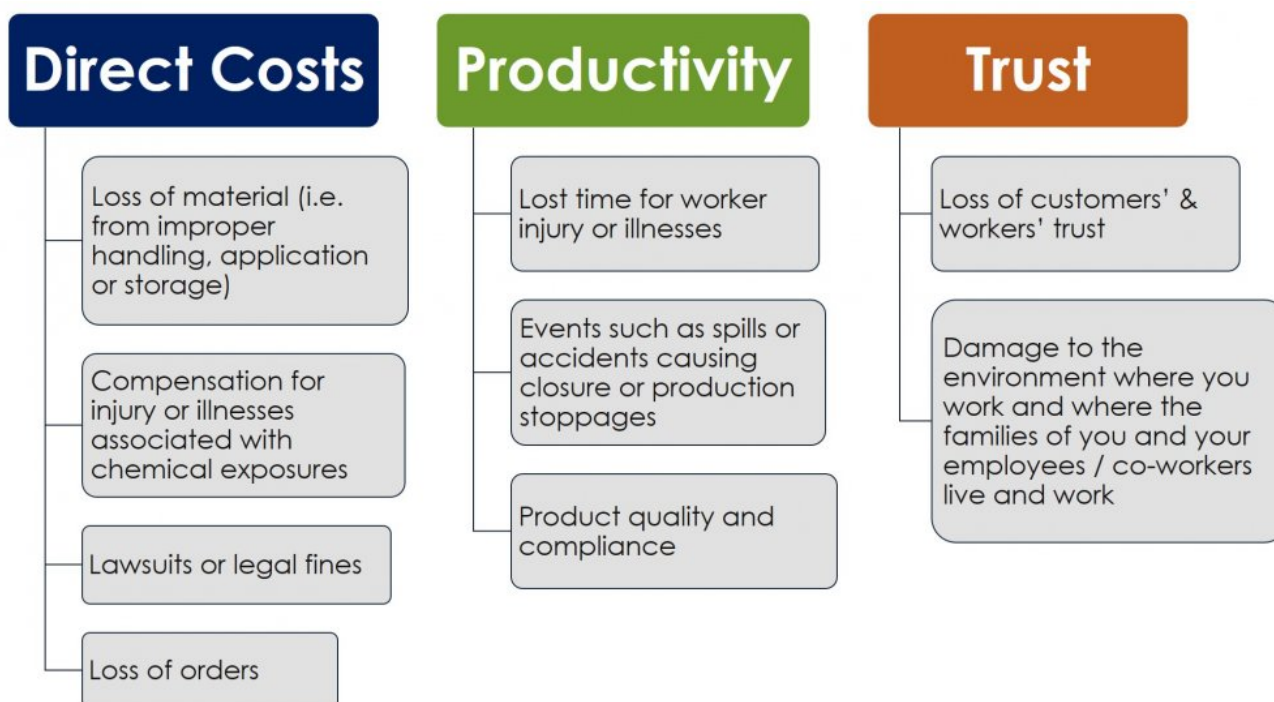 Direct Costs
Loss of material (i.e.
from improper
handling, application
or storage)
Compensation for
injury or illnesses
associated with
chemical exposures
Lawsuits or legal fines
Loss of orders
Productivity
Lost time for worker
injury or illnesses
Events such as spills or
accidents causing
closure or production
stoppages
Product quality and
compliance
Trust
Loss of customers’ &
workers’ trust
Damage to the
environment where you
work and where the
families of you and your
employees / co-workers
live and work